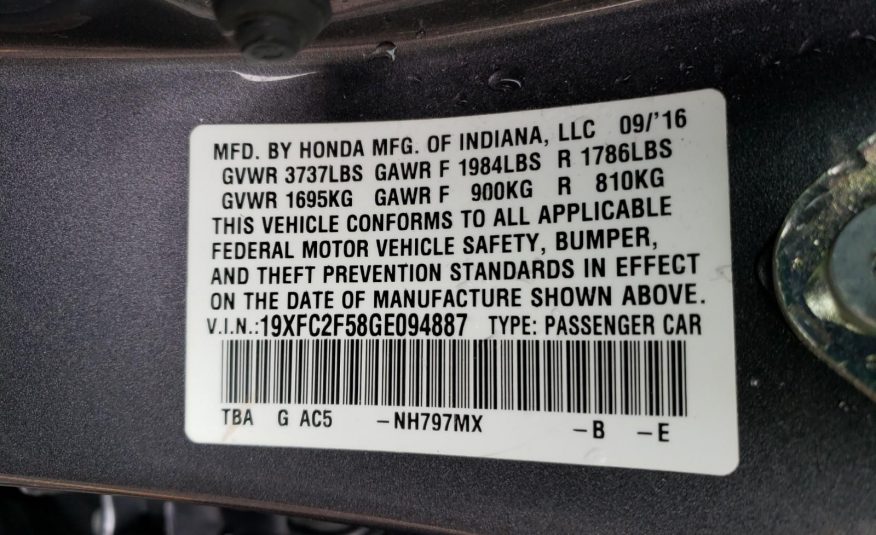 MFD. BY HONDA MFG. OF INDIANA, LLC 09/'16
GVWR 3737LBS GAWR F 1984LBS R 1786LBS
GVWR 1695KG GAWR F 900KG R 810KG
THIS VEHICLE CONFORMS TO ALL APPLICABLE
FEDERAL MOTOR VEHICLE SAFETY, BUMPER,
AND THEFT PREVENTION STANDARDS IN EFFECT
ON THE DATE OF MANUFACTURE SHOWN ABOVE.
V.I.N.:19XFC2F58GE094887 TYPE: PASSENGER CAR
TBA G AC5 -NH797MX -B -E